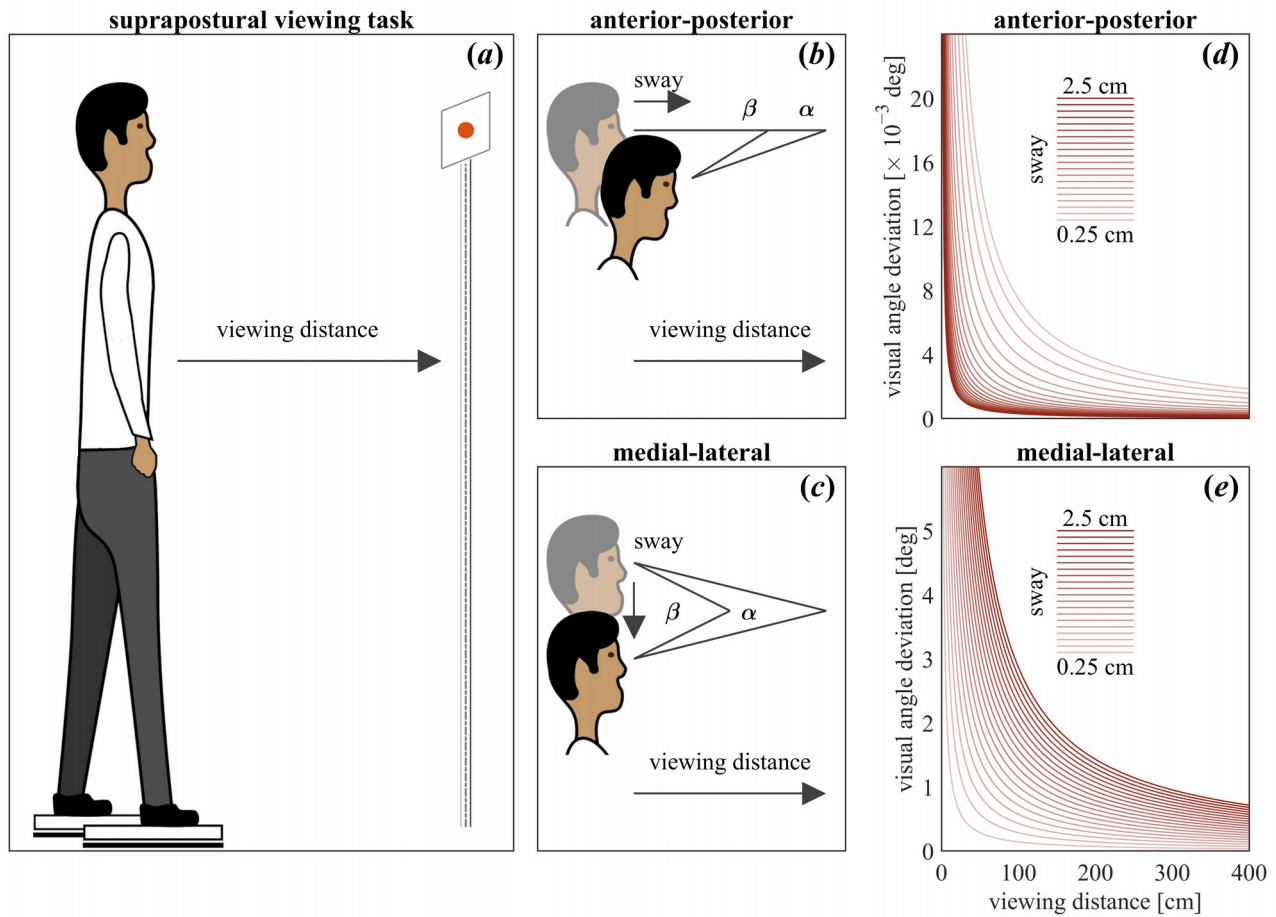 suprapostural viewing task
(a)
viewing distance
anterior-posterior
(b)
sway
β α
viewing distance
medial-lateral
(c)
sway
β α
viewing distance
anterior-posterior
(d)
visual angle deviation [× 10⁻³ deg]
20
16
12
8
4
0
2.5 cm
sway
0.25 cm
medial-lateral
(e)
visual angle deviation [deg]
5
4
3
2
1
0
2.5 cm
sway
0.25 cm
0 100 200 300 400
viewing distance [cm]